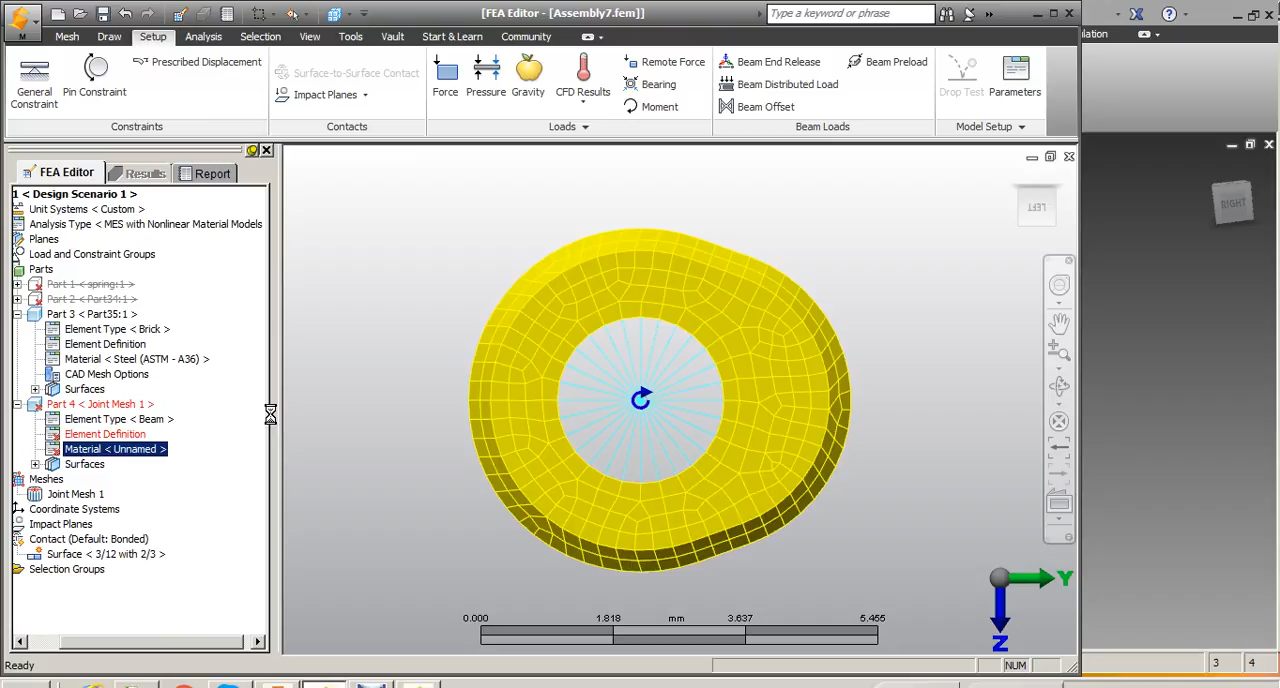 [FEA Editor - [Assembly7.fem]]
Type a keyword or phrase
M
Mesh Draw Setup Analysis Selection View Tools Vault Start & Learn Community
General Constraint
Pin Constraint
Prescribed Displacement
Constraints
Surface-to-Surface Contact
Impact Planes
Contacts
Force
Pressure
Gravity
CFD Results
Remote Force
Bearing
Moment
Loads
Beam End Release
Beam Distributed Load
Beam Offset
Beam Preload
Beam Loads
Drop Test
Parameters
Model Setup
ulation
FEA Editor Results Report
1 < Design Scenario 1 >
Unit Systems < Custom >
Analysis Type < MES with Nonlinear Material Models
Planes
Load and Constraint Groups
Parts
Part 1 < spring:1 >
Part 2 < Part34:1 >
Part 3 < Part35:1 >
Element Type < Brick >
Element Definition
Material < Steel (ASTM - A36) >
CAD Mesh Options
Surfaces
Part 4 < Joint Mesh 1 >
Element Type < Beam >
Element Definition
Material < Unnamed >
Surfaces
Meshes
Joint Mesh 1
Coordinate Systems
Impact Planes
Contact (Default: Bonded)
Surface < 3/12 with 2/3 >
Selection Groups
LEFT
RIGHT
Y
Z
0.000 1.818 mm 3.637 5.455
Ready
NUM
3 4